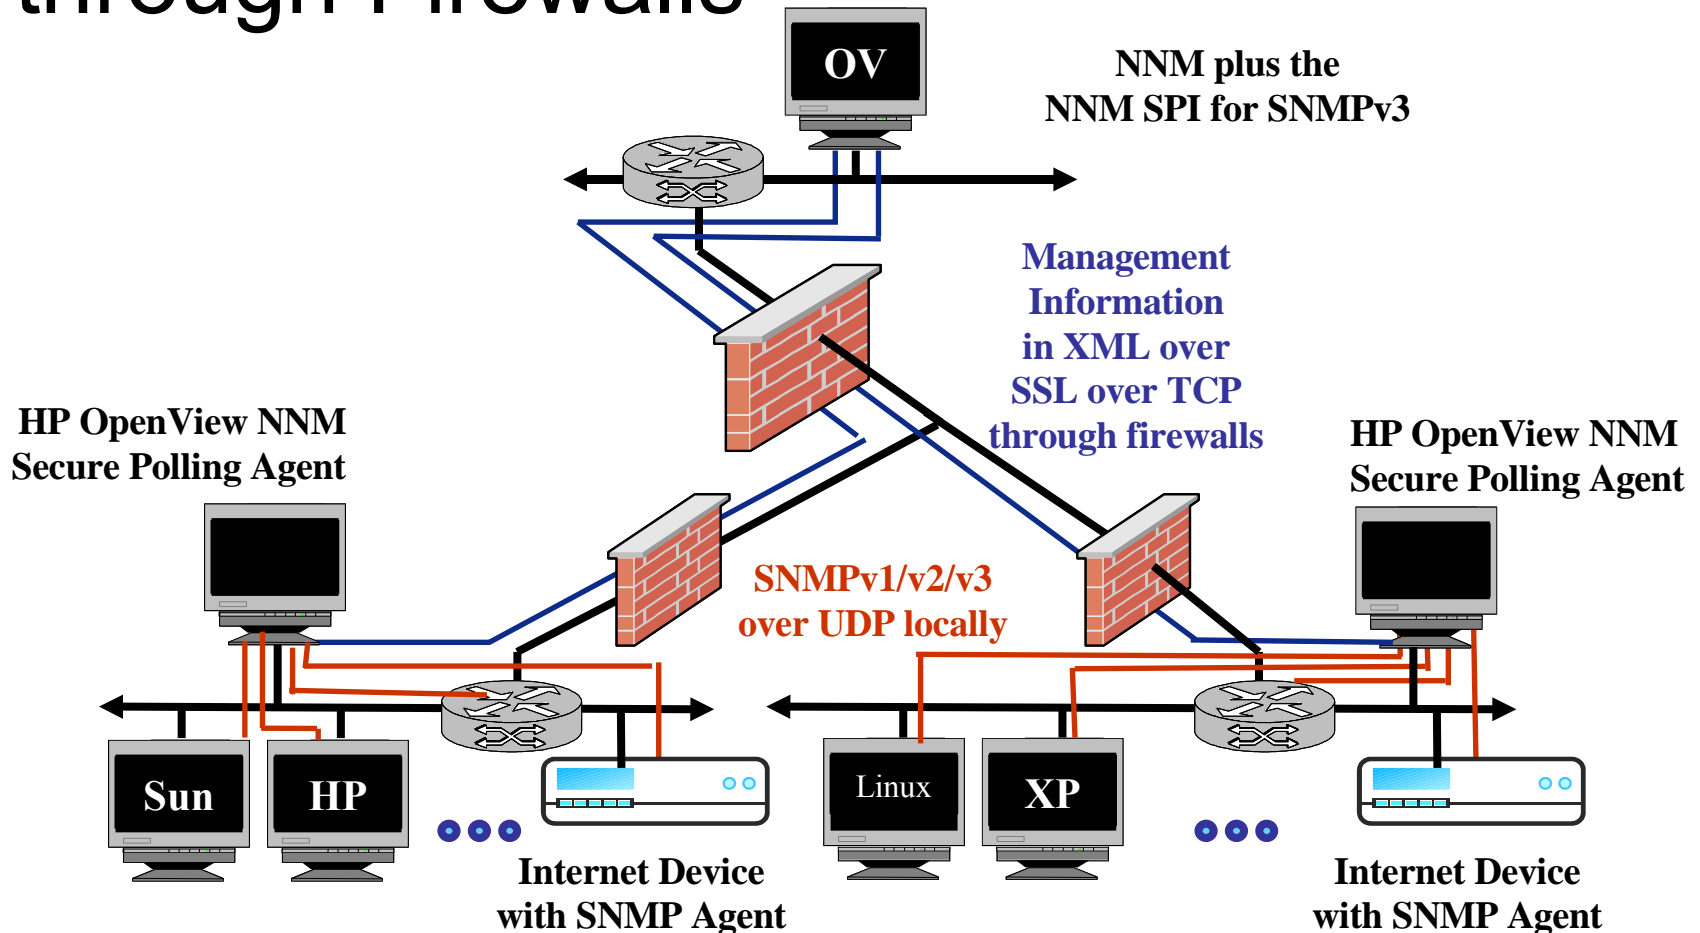 through Firewalls
OV
NNM plus the
NNM SPI for SNMPv3
Management
Information
in XML over
SSL over TCP
through firewalls
HP OpenView NNM
Secure Polling Agent
HP OpenView NNM
Secure Polling Agent
SNMPv1/v2/v3
over UDP locally
Sun
HP
Linux
XP
Internet Device
with SNMP Agent
Internet Device
with SNMP Agent